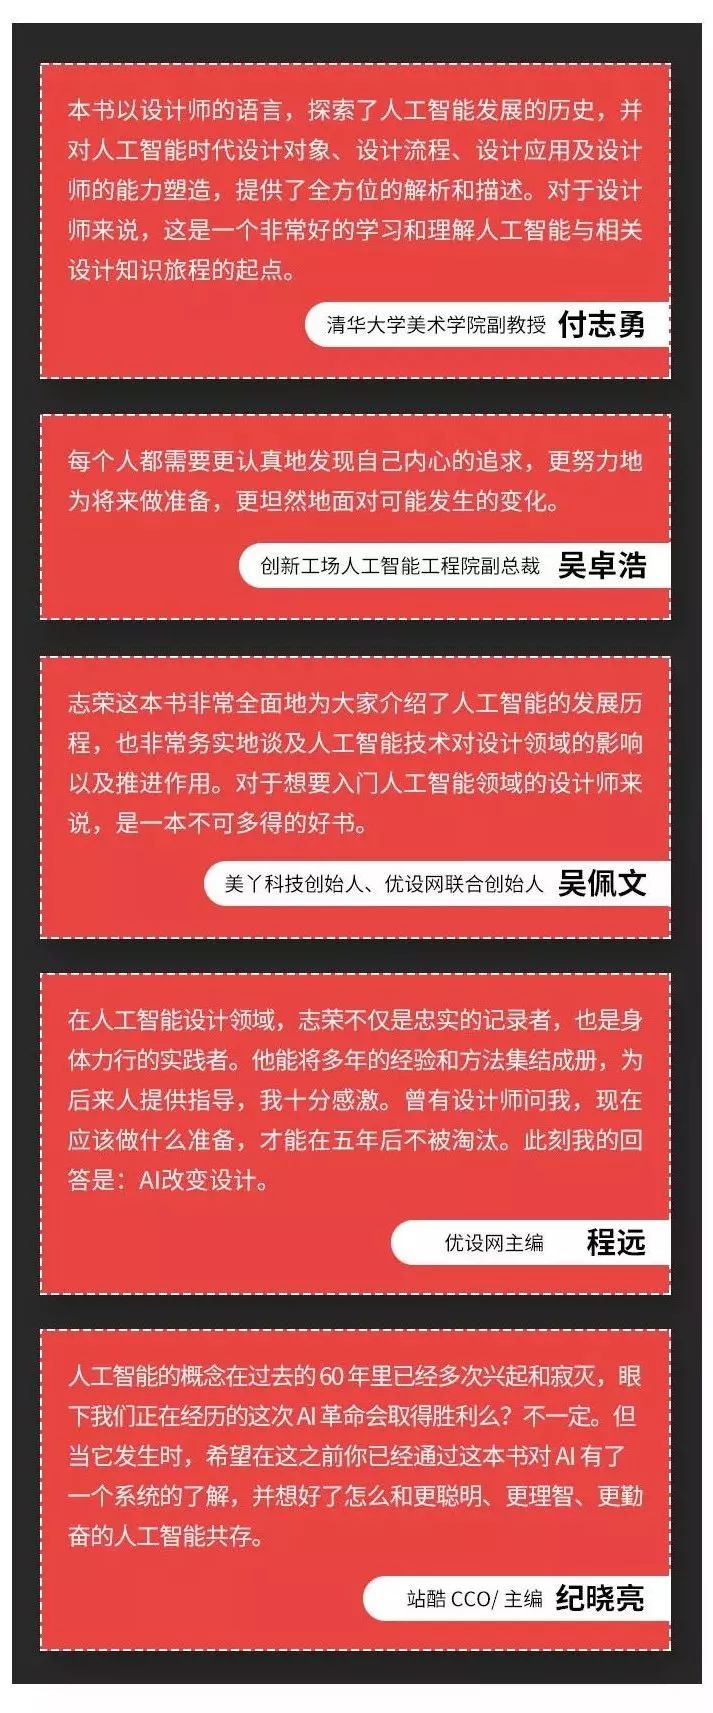 本书以设计师的语言，探索了人工智能发展的历史，并
对人工智能时代设计对象、设计流程、设计应用及设计
师的能力塑造，提供了全方位的解析和描述。对于设计
师来说，这是一个非常好的学习和理解人工智能与相关
设计知识旅程的起点。
清华大学美术学院副教授 付志勇
每个人都需要更认真地发现自己内心的追求，更努力地
为将来做准备，更坦然地面对可能发生的变化。
创新工场人工智能工程院副总裁 吴卓浩
志荣这本书非常全面地为大家介绍了人工智能的发展历
程，也非常务实地谈及人工智能技术对设计领域的影响
以及推进作用。对于想要入门人工智能领域的设计师来
说，是一本不可多得的好书。
美丫科技创始人、优设网联合创始人 吴佩文
在人工智能设计领域，志荣不仅是忠实的记录者，也是身
体力行的实践者。他能将多年的经验和方法集结成册，为
后来人提供指导，我十分感激。曾有设计师问我，现在
应该做什么准备，才能在五年后不被淘汰。此刻我的回
答是：AI改变设计。
优设网主编 程远
人工智能的概念在过去的 60 年里已经多次兴起和寂灭，眼
下我们正在经历的这次 AI 革命会取得胜利么？不一定。但
当它发生时，希望在这之前你已经通过这本书对 AI 有了
一个系统的了解，并想好了怎么和更聪明、更理智、更勤
奋的人工智能共存。
站酷 CCO/ 主编 纪晓亮